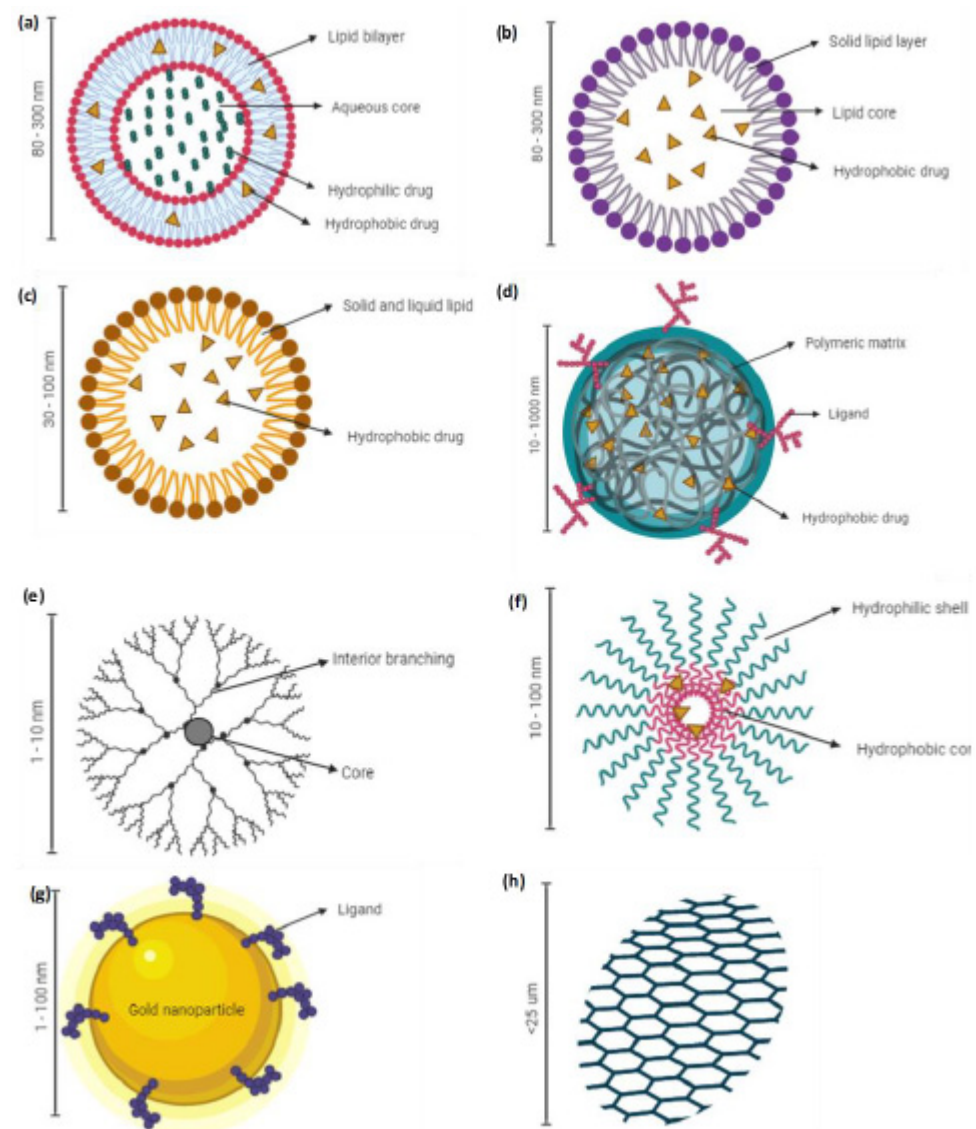 (a)
80 - 300 nm
Lipid bilayer
Aqueous core
Hydrophilic drug
Hydrophobic drug
(b)
80 - 300 nm
Solid lipid layer
Lipid core
Hydrophobic drug
(c)
30 - 100 nm
Solid and liquid lipid
Hydrophobic drug
(d)
10 - 1000 nm
Polymeric matrix
Ligand
Hydrophobic drug
(e)
1 - 10 nm
Interior branching
Core
(f)
10 - 100 nm
Hydrophilic shell
Hydrophobic cor
(g)
1 - 100 nm
Ligand
Gold nanoparticle
(h)
<25 um